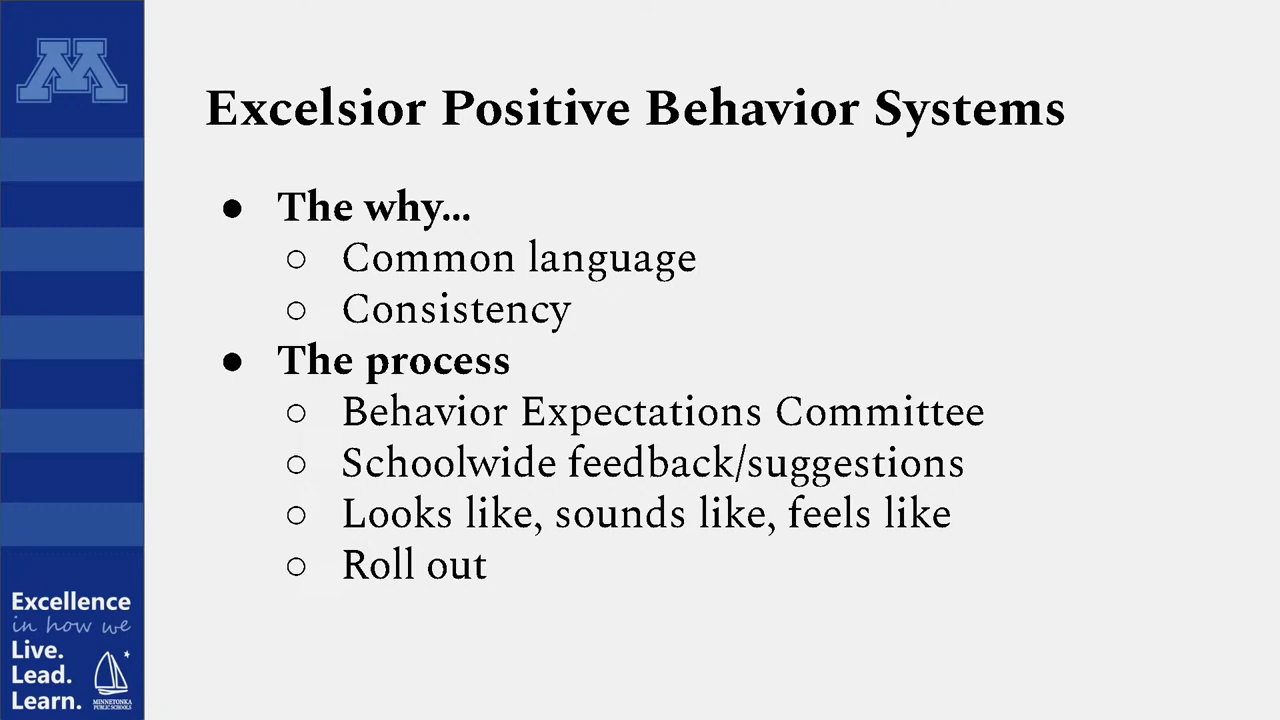 M
Excelsior Positive Behavior Systems
● The why...
○ Common language
○ Consistency
● The process
○ Behavior Expectations Committee
○ Schoolwide feedback/suggestions
○ Looks like, sounds like, feels like
○ Roll out
Excellence
in how we
Live.
Lead.
Learn.
MINNETONKA
PUBLIC SCHOOLS